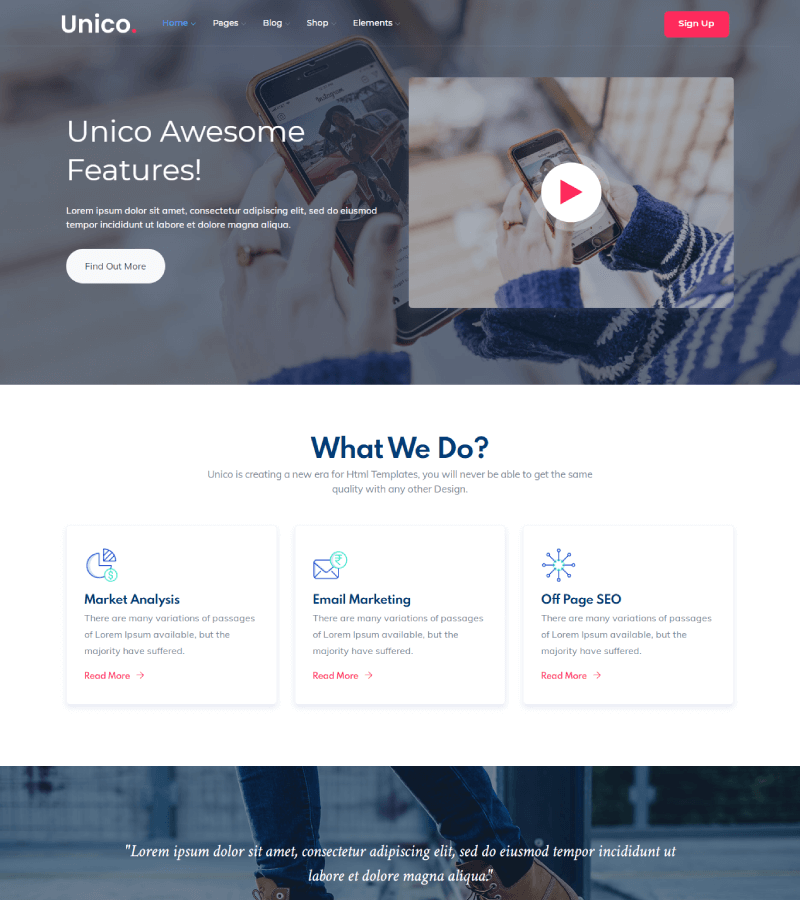 Unico.
Home
Pages
Blog
Shop
Elements
Sign Up
Instagram
Unico Awesome
Features!
Lorem ipsum dolor sit amet, consectetur adipiscing elit, sed do eiusmod
tempor incididunt ut labore et dolore magna aliqua.
Find Out More
What We Do?
Unico is creating a new era for Html Templates, you will never be able to get the same
quality with any other Design.
Market Analysis
There are many variations of passages
of Lorem Ipsum available, but the
majority have suffered.
Read More
Email Marketing
There are many variations of passages
of Lorem Ipsum available, but the
majority have suffered.
Read More
Off Page SEO
There are many variations of passages
of Lorem Ipsum available, but the
majority have suffered.
Read More
"Lorem ipsum dolor sit amet, consectetur adipiscing elit, sed do eiusmod tempor incididunt ut
labore et dolore magna aliqua."